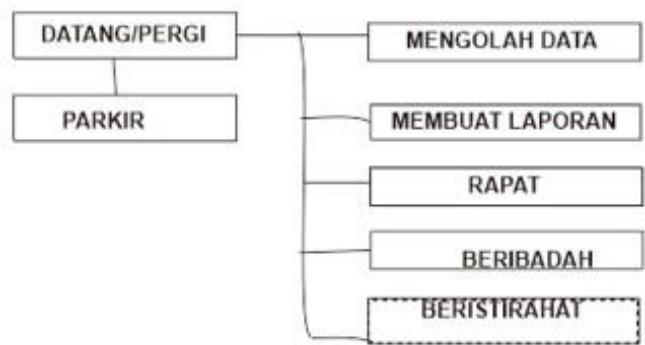 DATANG/PERGI
PARKIR
MENGOLAH DATA
MEMBUAT LAPORAN
RAPAT
BERIBADAH
BERISTIRAHAT